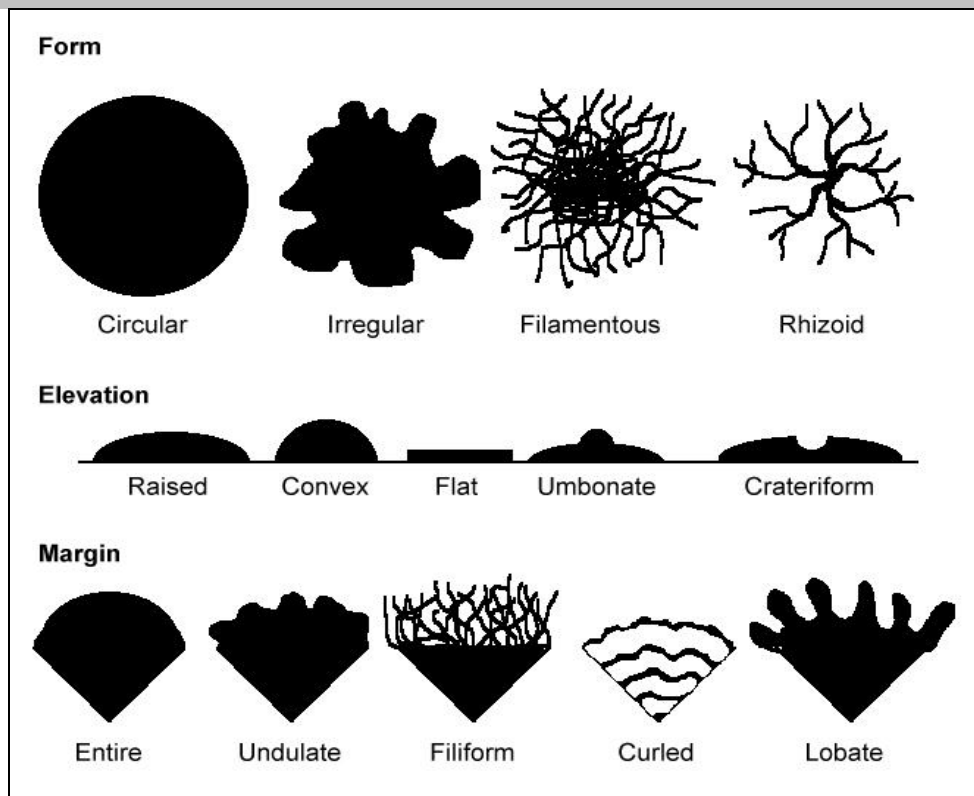 Form
Circular Irregular Filamentous Rhizoid
Elevation
Raised Convex Flat Umbonate Crateriform
Margin
Entire Undulate Filiform Curled Lobate